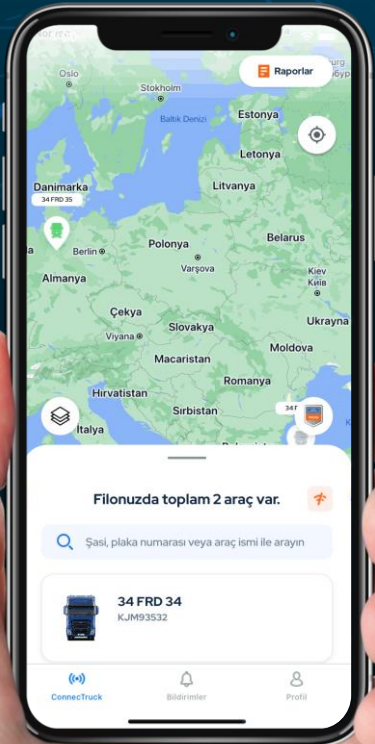 Raporlar
Oslo
Stokholm
Baltık Denizi
Estonya
Letonya
Danimarka
Litvanya
34 FRD 35
Belarus
Berlin
Polonya
Varşova
Almanya
Kiev
Київ
Çekya
Ukrayna
Viyana
Slovakya
Moldova
Macaristan
Romanya
Hırvatistan
Sırbistan
İtalya
Filonuzda toplam 2 araç var.
Şasi, plaka numarası veya araç ismi ile arayın
34 FRD 34
KJM93532
ConnecTruck
Bildirimler
Profil